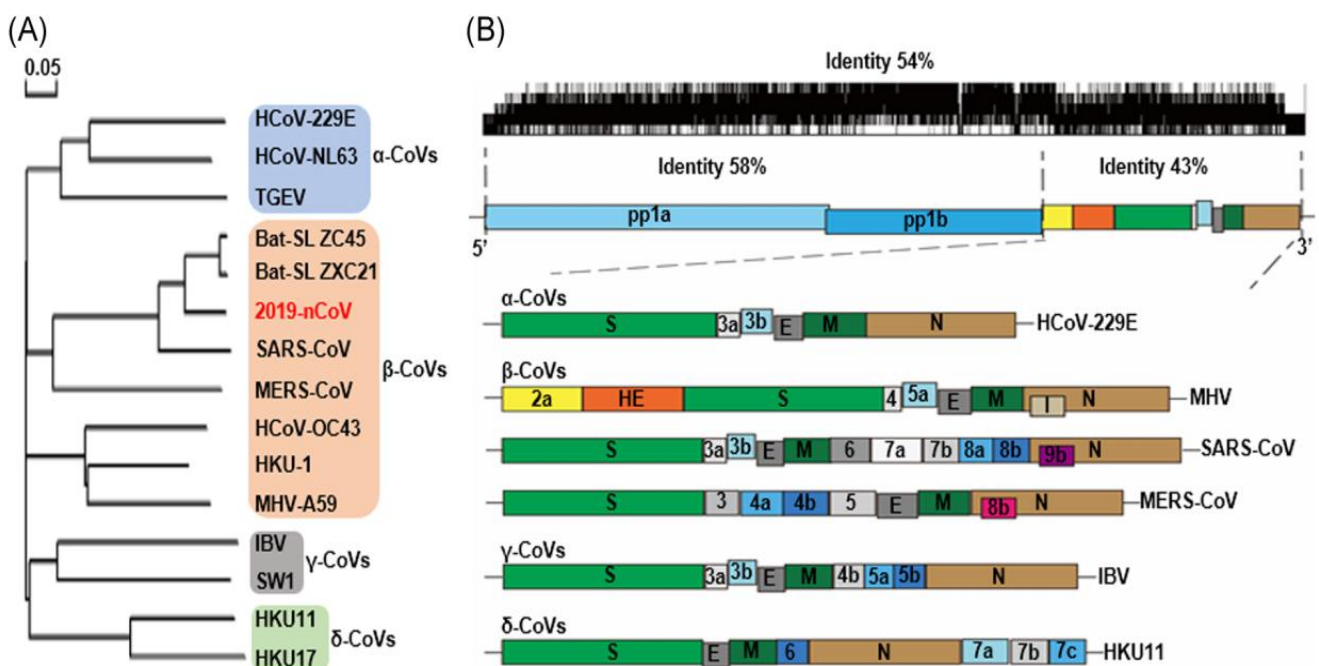 (A)
0.05
HCoV-229E
HCoV-NL63
α-CoVs
TGEV
Bat-SL ZC45
Bat-SL ZXC21
2019-nCoV
SARS-CoV
β-CoVs
MERS-CoV
HCoV-OC43
HKU-1
MHV-A59
IBV
γ-CoVs
SW1
HKU11
δ-CoVs
HKU17
(B)
Identity 54%
Identity 58% Identity 43%
pp1a pp1b
5' 3'
α-CoVs
S 3a 3b E M N HCoV-229E
β-CoVs
2a HE S 4 5a E M I N MHV
S 3a 3b E M 6 7a 7b 8a 8b 9b N SARS-CoV
S 3 4a 4b 5 E M 8b N MERS-CoV
γ-CoVs
S 3a 3b E M 4b 5a 5b N IBV
δ-CoVs
S E M 6 N 7a 7b 7c HKU11